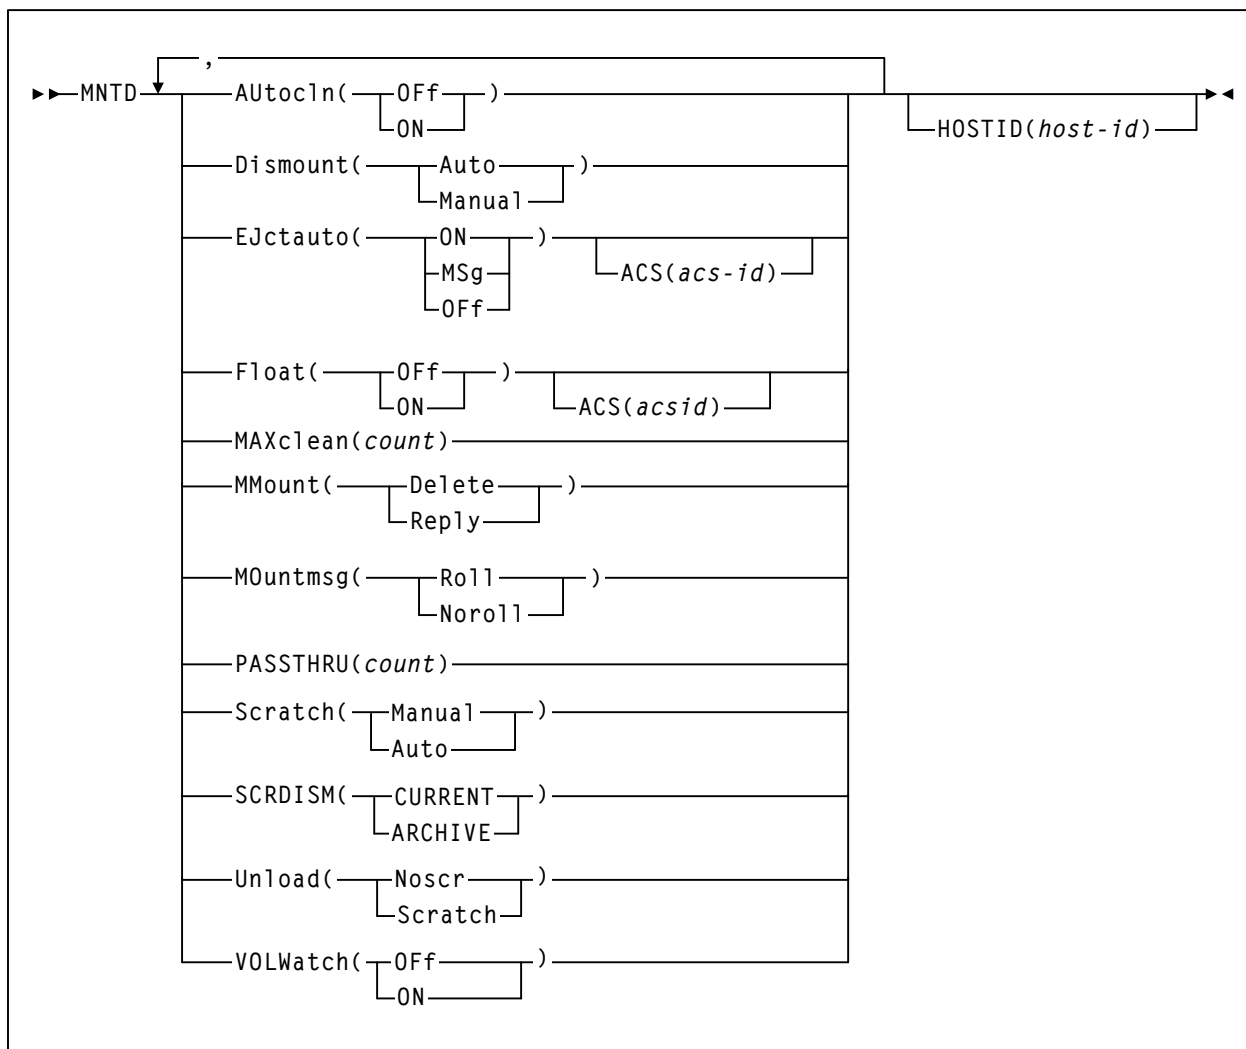 ,
MNTD AUtocln( OFf )
ON
HOSTID(host-id)
Dismount( Auto )
Manual
EJctauto( ON )
MSg
ACS(acs-id)
OFf
Float( OFf )
ON
ACS(acsid)
MAXclean(count)
MMount( Delete )
Reply
MOuntmsg( Roll )
Noroll
PASSTHRU(count)
Scratch( Manual )
Auto
SCRDISM( CURRENT )
ARCHIVE
Unload( Noscr )
Scratch
VOLWatch( OFf )
ON